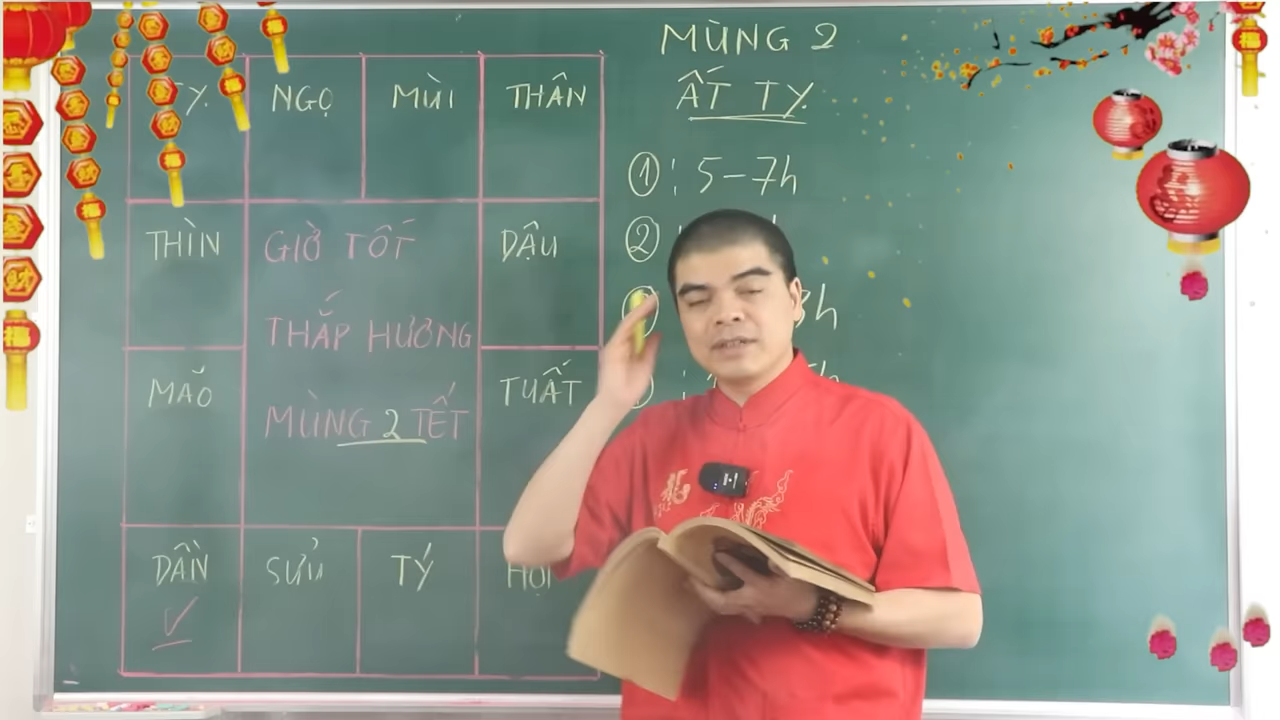 NGỌ
MÙI
THÂN
THÌN
DẬU
MÃO
TUẤT
DẦN
SỬU
TÝ
HỢI
GIỜ TỐT
THẮP HƯƠNG
MÙNG 2 TẾT
MÙNG 2
ẤT TỴ
① : 5-7h
②